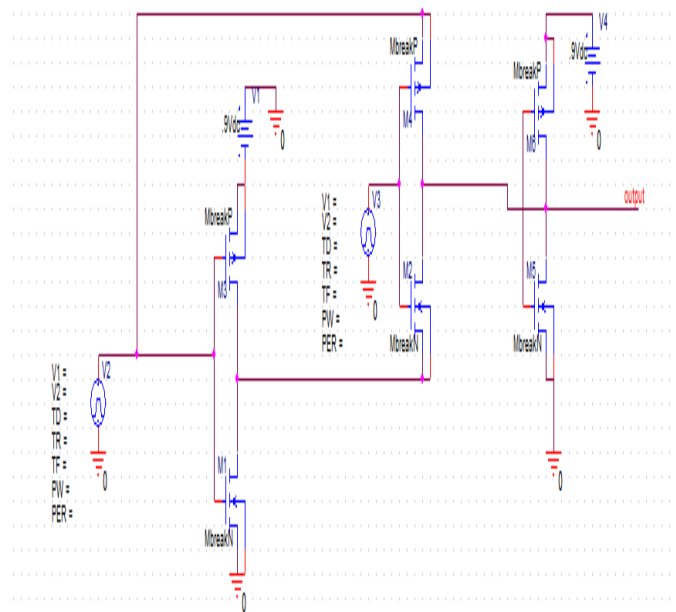 V4
MbreakP
.9Vdc
MbreakP
V1
M4
.9Vdc
0
M6
0
V1 =
V2 =
TD =
TR =
TF =
PW =
PER =
V3
output
MbreakP
M3
M2
M5
0
MbreakN
MbreakN
V1 =
V2 =
TD =
TR =
TF =
PW =
PER =
V2
0
M1
0
MbreakN
0